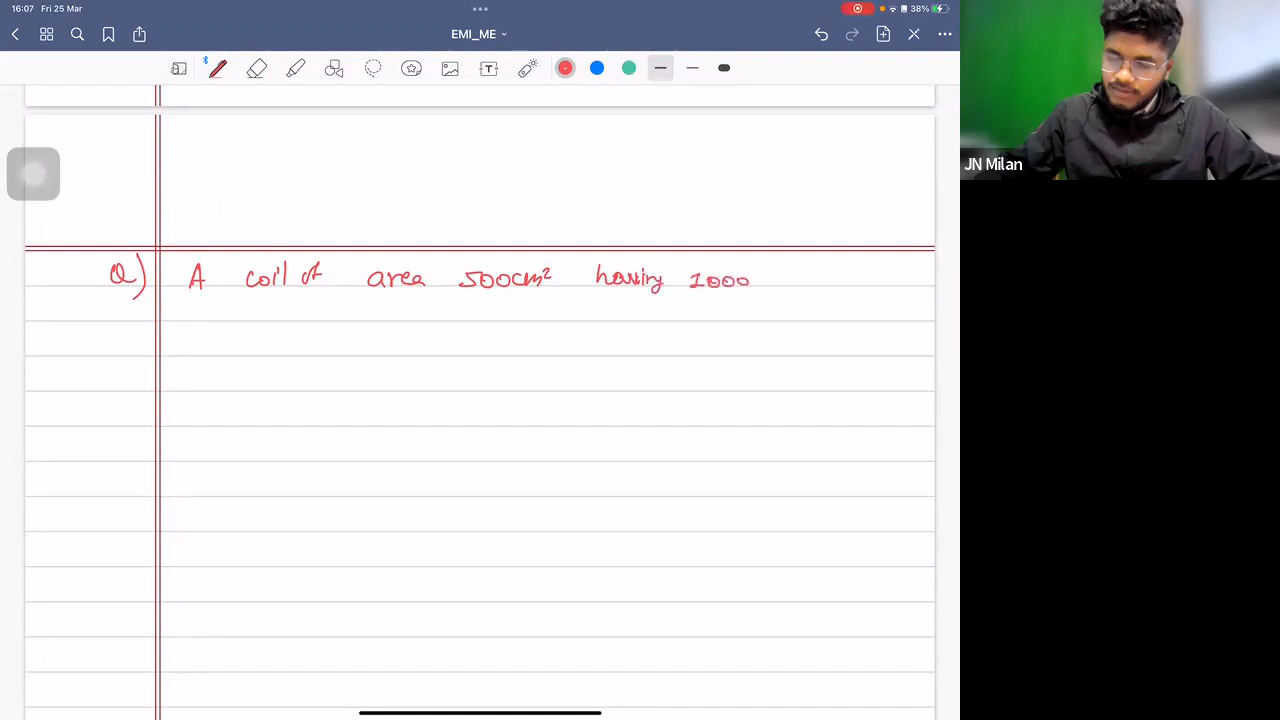 16:07 Fri 25 Mar
38%
EMI_ME
T
JN Milan
Q) A coil of area 500cm² having 1000